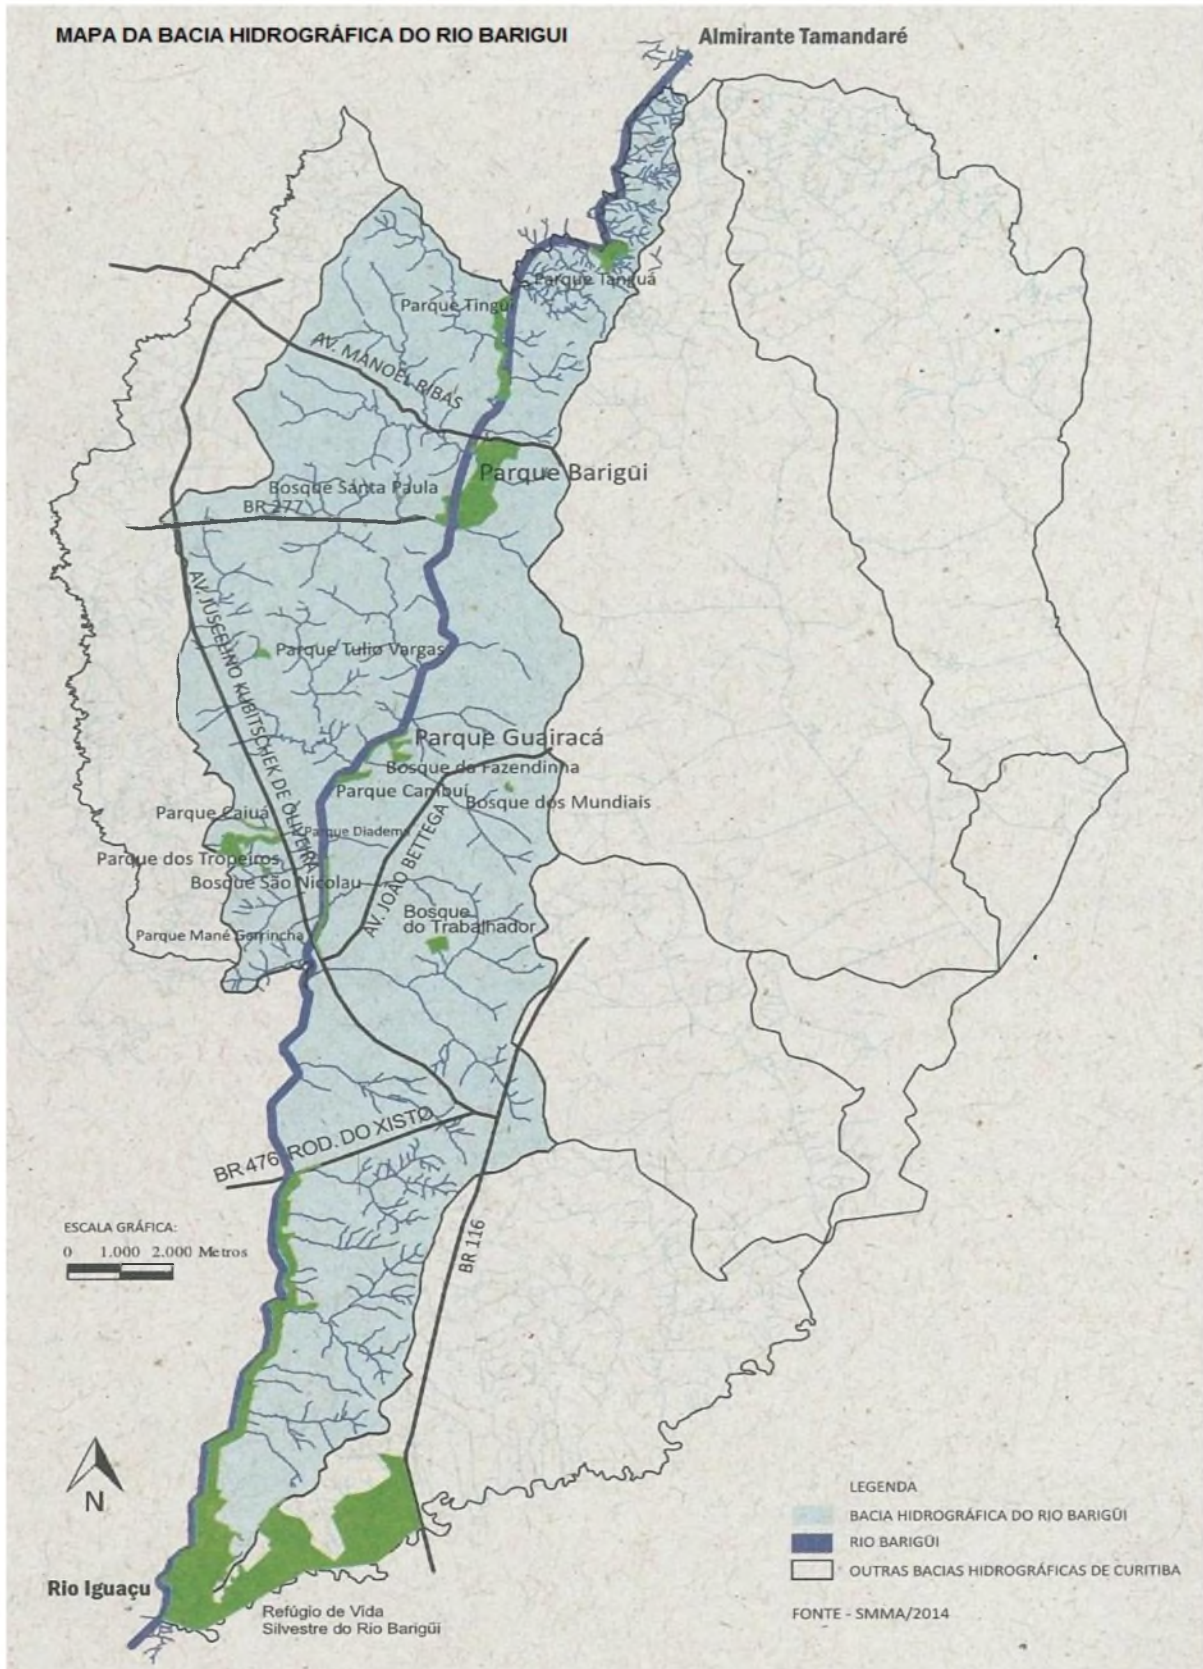 MAPA DA BACIA HIDROGRÁFICA DO RIO BARIGUI
Almirante Tamandaré
Parque Tanguá
Parque Tingüi
AV. MANOEL RIBAS
Parque Barigüi
Bosque Santa Paula
BR 277
AV. JUSCELINO KUBITSCHEK DE OLIVEIRA
Parque Tulio Vargas
Parque Guairacá
Bosque da Fazendinha
Parque Cambuí
Bosque dos Mundiais
Parque Caiuá
Parque Diadema
Parque dos Tropeiros
Bosque São Nicolau
AV. JOÃO BETTEGA
Bosque
do Trabalhador
Parque Mané Garrincha
BR 476 ROD. DO XISTO
BR 116
ESCALA GRÁFICA:
0 1.000 2.000 Metros
N
Rio Iguaçu
Refúgio de Vida
Silvestre do Rio Barigüi
LEGENDA
BACIA HIDROGRÁFICA DO RIO BARIGÜI
RIO BARIGÜI
OUTRAS BACIAS HIDROGRÁFICAS DE CURITIBA
FONTE - SMMA/2014